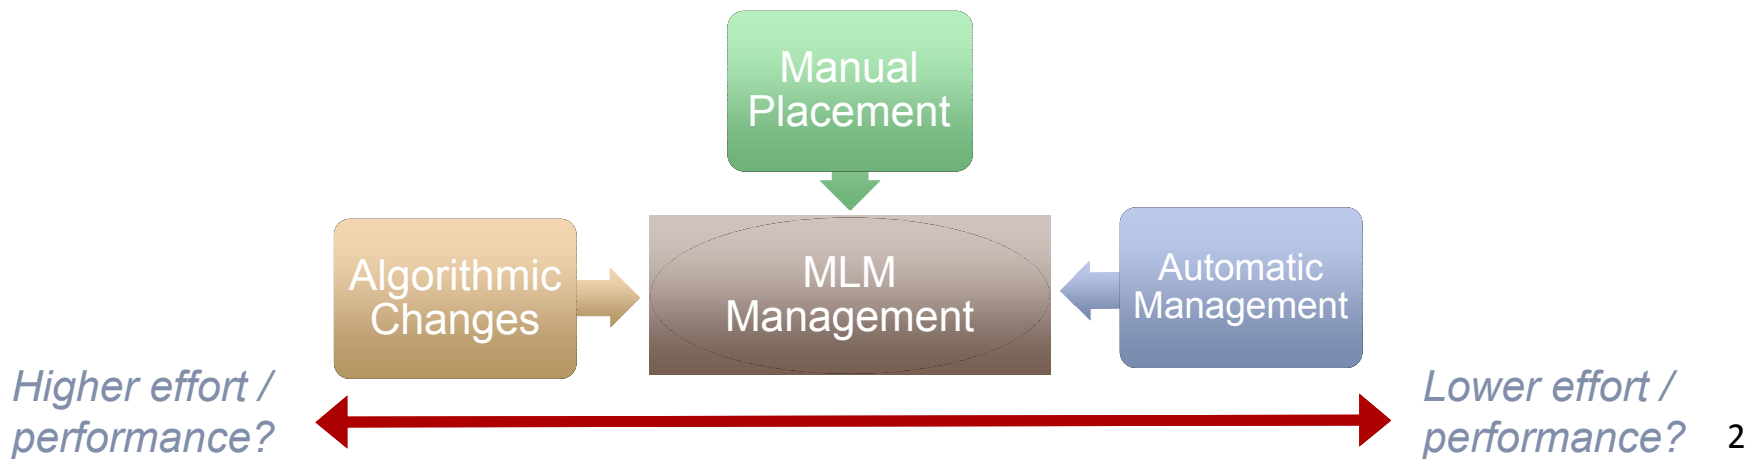 Manual
Placement
Algorithmic
Changes
MLM
Management
Automatic
Management
Higher effort /
performance?
Lower effort /
performance?
2